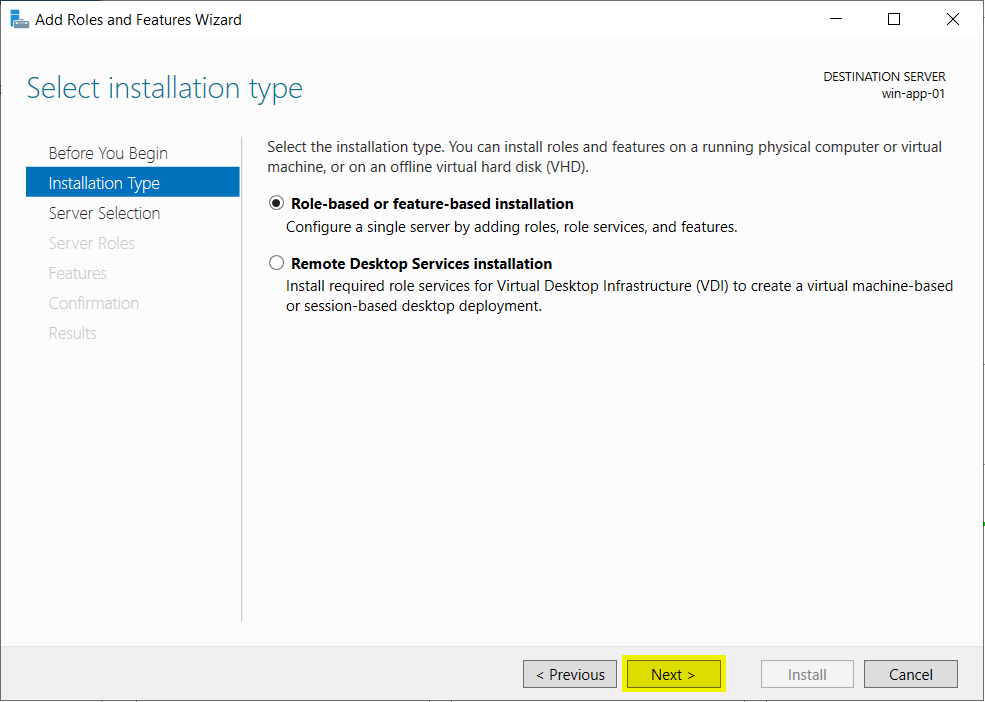 Add Roles and Features Wizard
Select installation type
DESTINATION SERVER
win-app-01
Before You Begin
Installation Type
Server Selection
Server Roles
Features
Confirmation
Results
Select the installation type. You can install roles and features on a running physical computer or virtual
machine, or on an offline virtual hard disk (VHD).
Role-based or feature-based installation
Configure a single server by adding roles, role services, and features.
Remote Desktop Services installation
Install required role services for Virtual Desktop Infrastructure (VDI) to create a virtual machine-based
or session-based desktop deployment.
< Previous
Next >
Install
Cancel